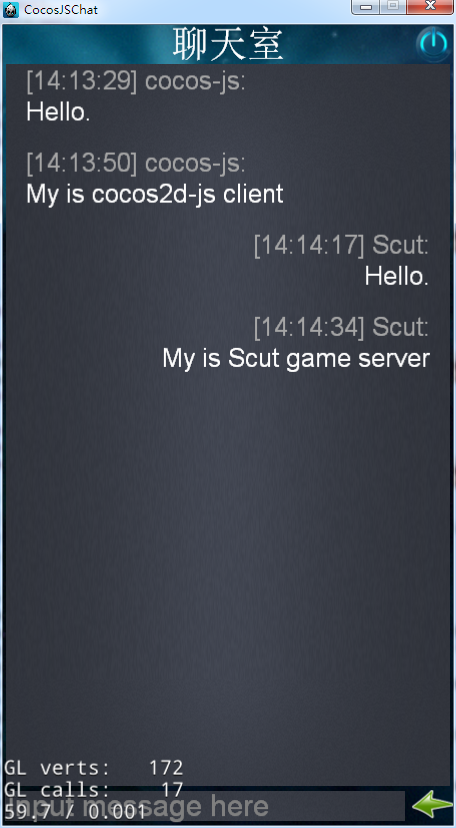 CocosJSChat
聊天室
[14:13:29] cocos-js:
Hello.
[14:13:50] cocos-js:
My is cocos2d-js client
[14:14:17] Scut:
Hello.
[14:14:34] Scut:
My is Scut game server
GL verts: 172
GL calls: 17
59.7 / 0.001
Input message here